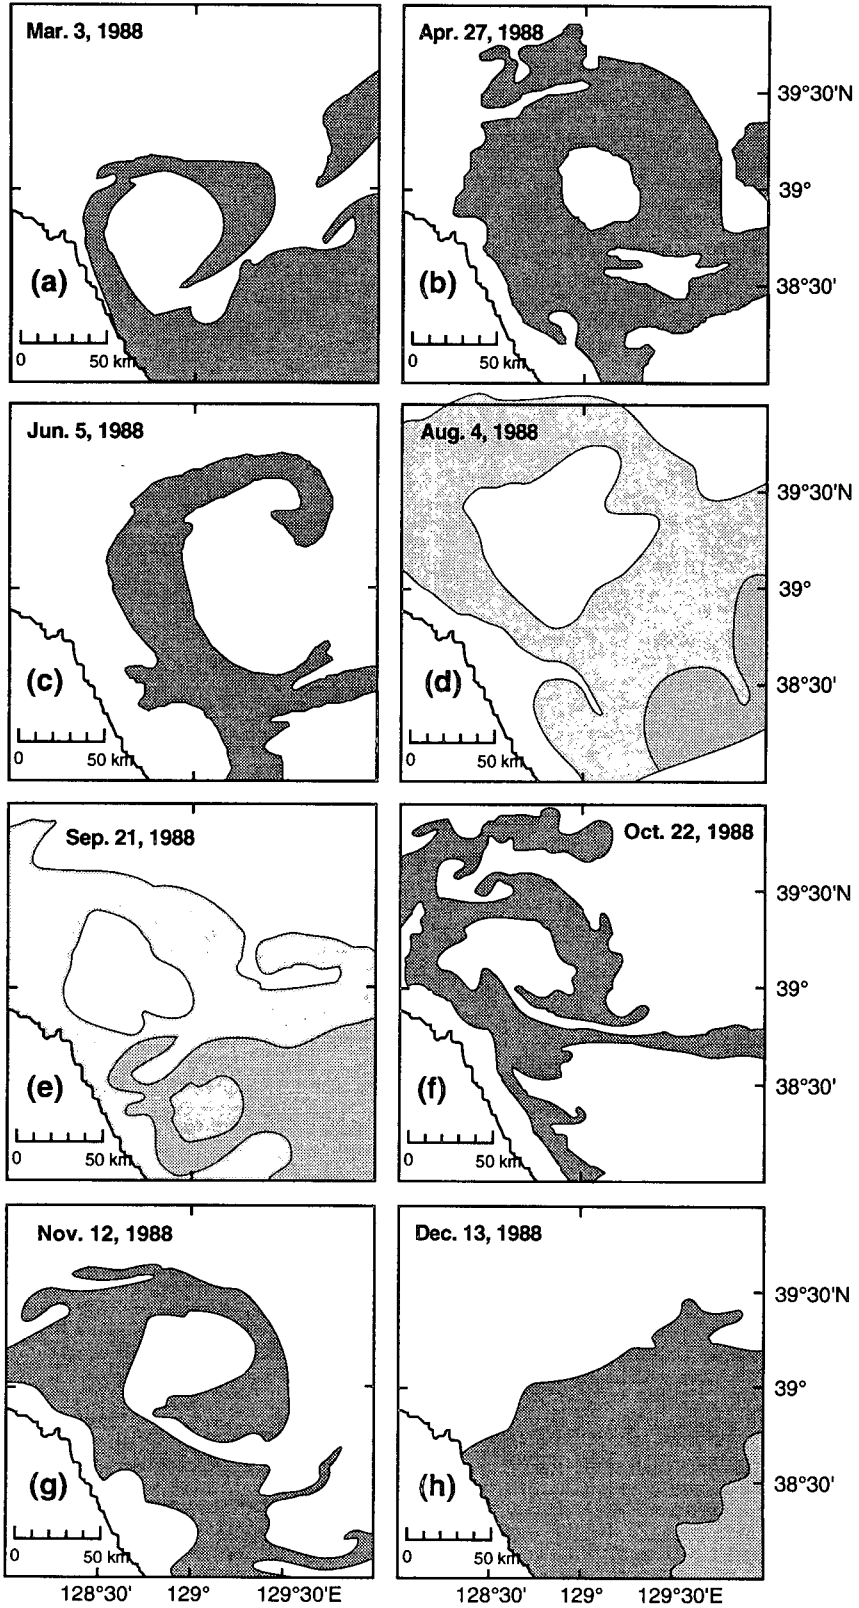 Mar. 3, 1988
(a)
0 50 km
Apr. 27, 1988
(b)
0 50 km
39°30'N
39°
38°30'
Jun. 5, 1988
(c)
0 50 km
Aug. 4, 1988
(d)
0 50 km
39°30'N
39°
38°30'
Sep. 21, 1988
(e)
0 50 km
Oct. 22, 1988
(f)
0 50 km
39°30'N
39°
38°30'
Nov. 12, 1988
(g)
0 50 km
Dec. 13, 1988
(h)
0 50 km
39°30'N
39°
38°30'
128°30' 129° 129°30'E
128°30' 129° 129°30'E